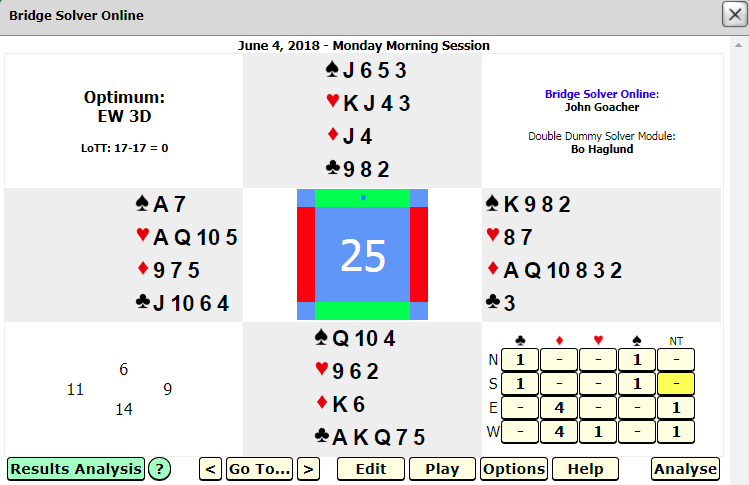 Bridge Solver Online
June 4, 2018 - Monday Morning Session
Optimum:
EW 3D
LoTT: 17-17 = 0
♠ J 6 5 3
♥ K J 4 3
♦ J 4
♣ 9 8 2
Bridge Solver Online:
John Goacher
Double Dummy Solver Module:
Bo Haglund
♠ A 7
♥ A Q 10 5
♦ 9 7 5
♣ J 10 6 4
25
♠ K 9 8 2
♥ 8 7
♦ A Q 10 8 3 2
♣ 3
6
11 9
14
♠ Q 10 4
♥ 9 6 2
♦ K 6
♣ A K Q 7 5
♣ ♦ ♥ ♠ NT
N 1 - - 1 -
S 1 - - 1 -
E - 4 - - 1
W - 4 1 - 1
Results Analysis ? < Go To... > Edit Play Options Help Analyse